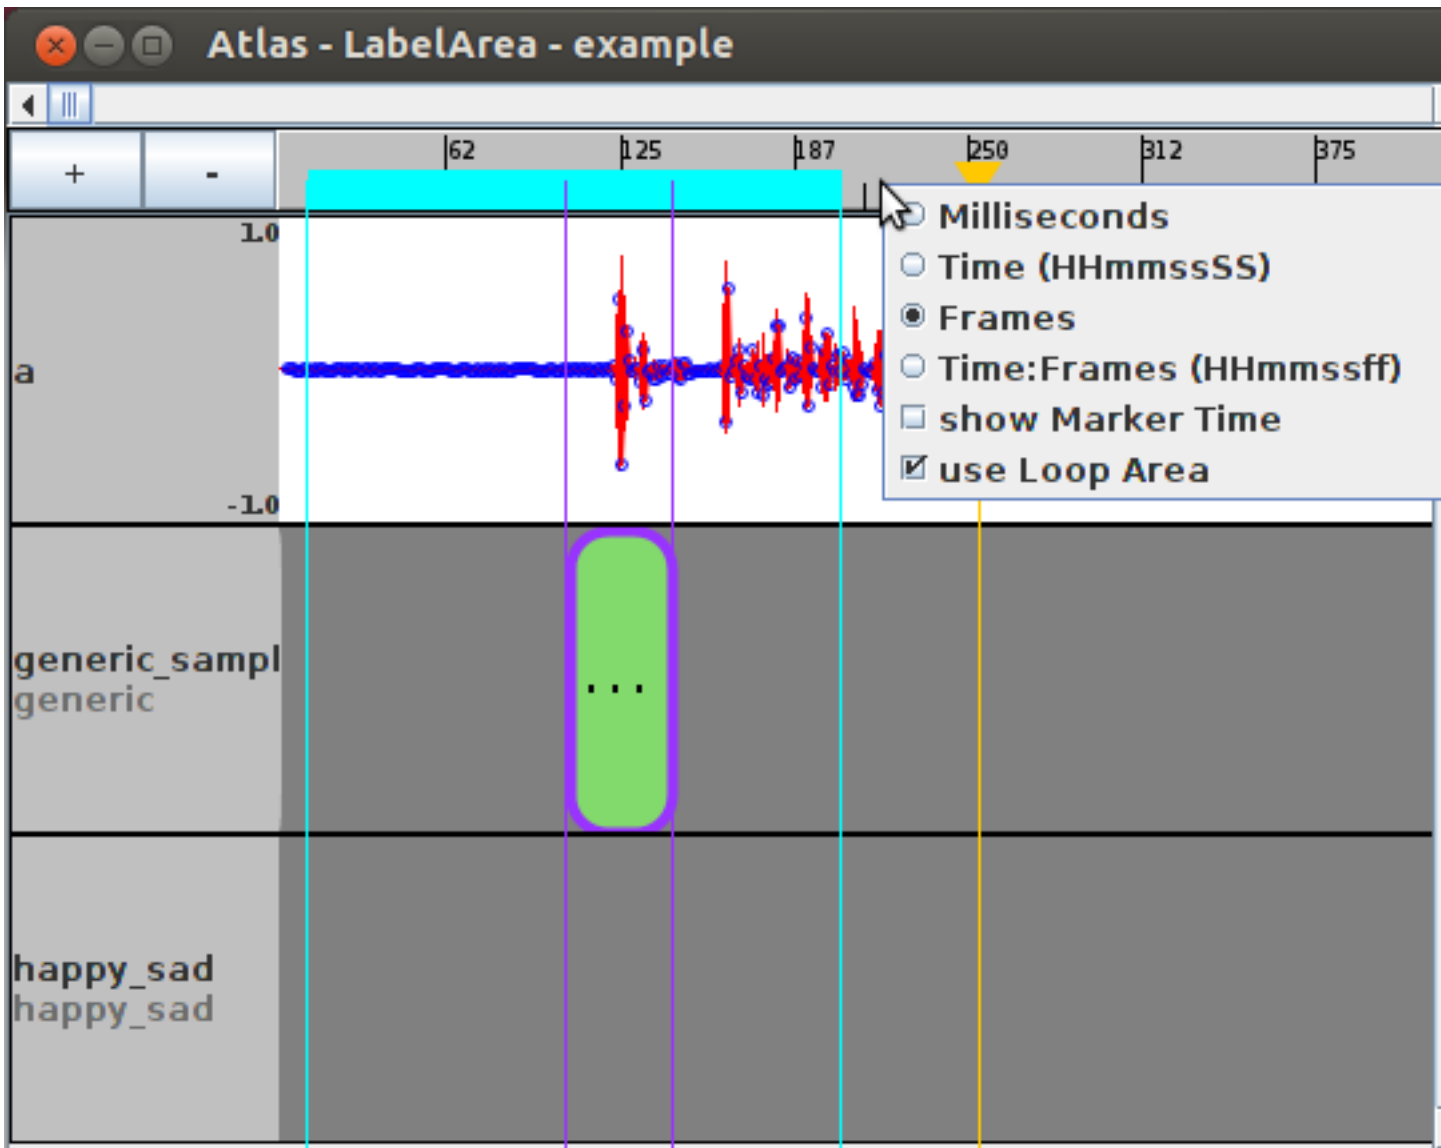 Atlas - LabelArea - example
+ -
62 125 187 250 312 375
Milliseconds
Time (HHmmssSS)
Frames
Time:Frames (HHmmssff)
show Marker Time
use Loop Area
1.0
a
-1.0
generic_sampl
generic
...
happy_sad
happy_sad